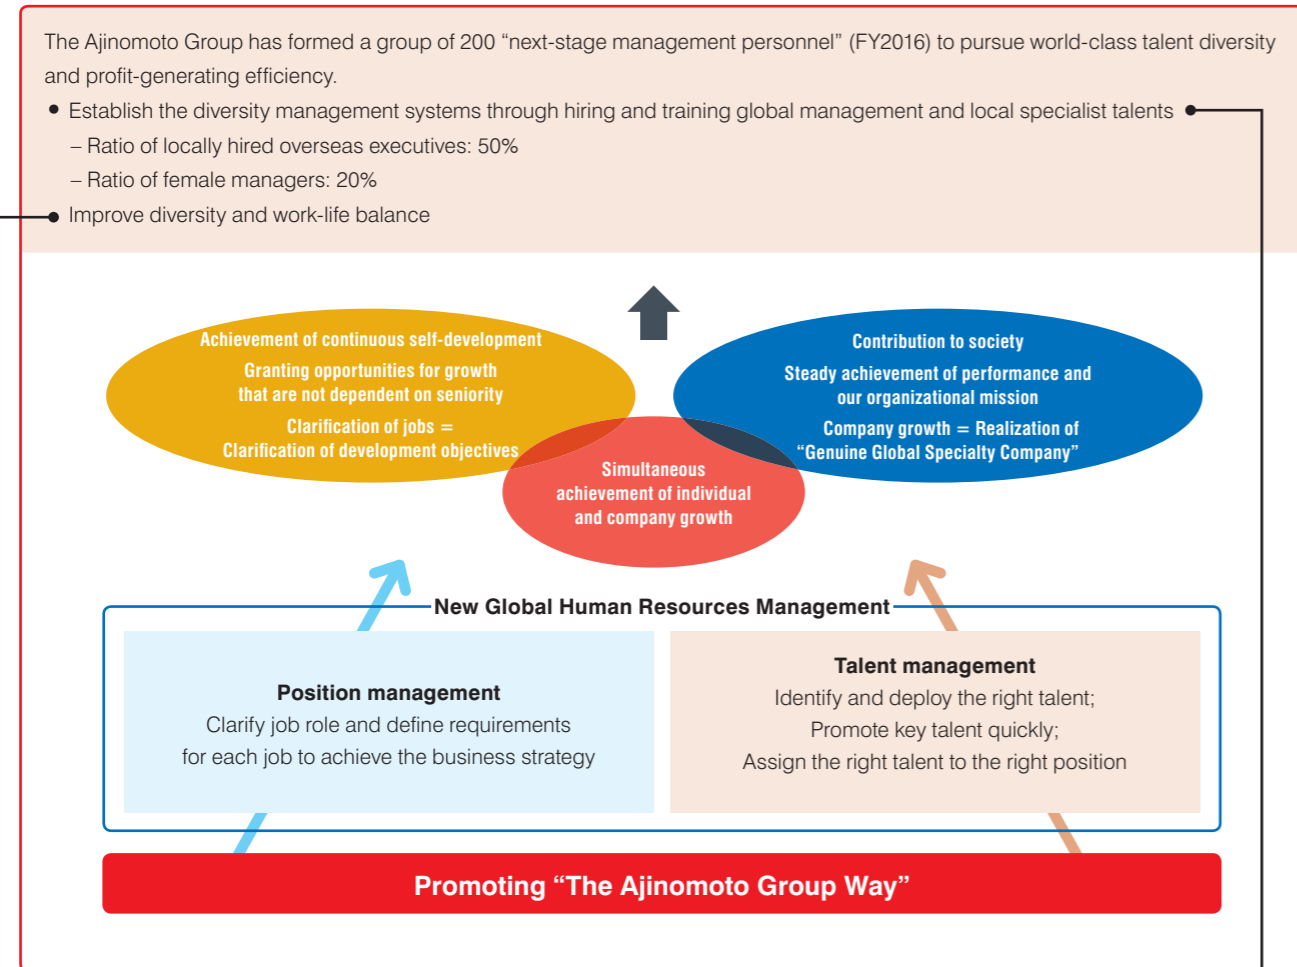 The Ajinomoto Group has formed a group of 200 “next-stage management personnel” (FY2016) to pursue world-class talent diversity
and profit-generating efficiency.
• Establish the diversity management systems through hiring and training global management and local specialist talents
– Ratio of locally hired overseas executives: 50%
– Ratio of female managers: 20%
• Improve diversity and work-life balance
Achievement of continuous self-development
Granting opportunities for growth
that are not dependent on seniority
Clarification of jobs =
Clarification of development objectives
Contribution to society
Steady achievement of performance and
our organizational mission
Company growth = Realization of
“Genuine Global Specialty Company”
Simultaneous
achievement of individual
and company growth
New Global Human Resources Management
Position management
Clarify job role and define requirements
for each job to achieve the business strategy
Talent management
Identify and deploy the right talent;
Promote key talent quickly;
Assign the right talent to the right position
Promoting “The Ajinomoto Group Way”